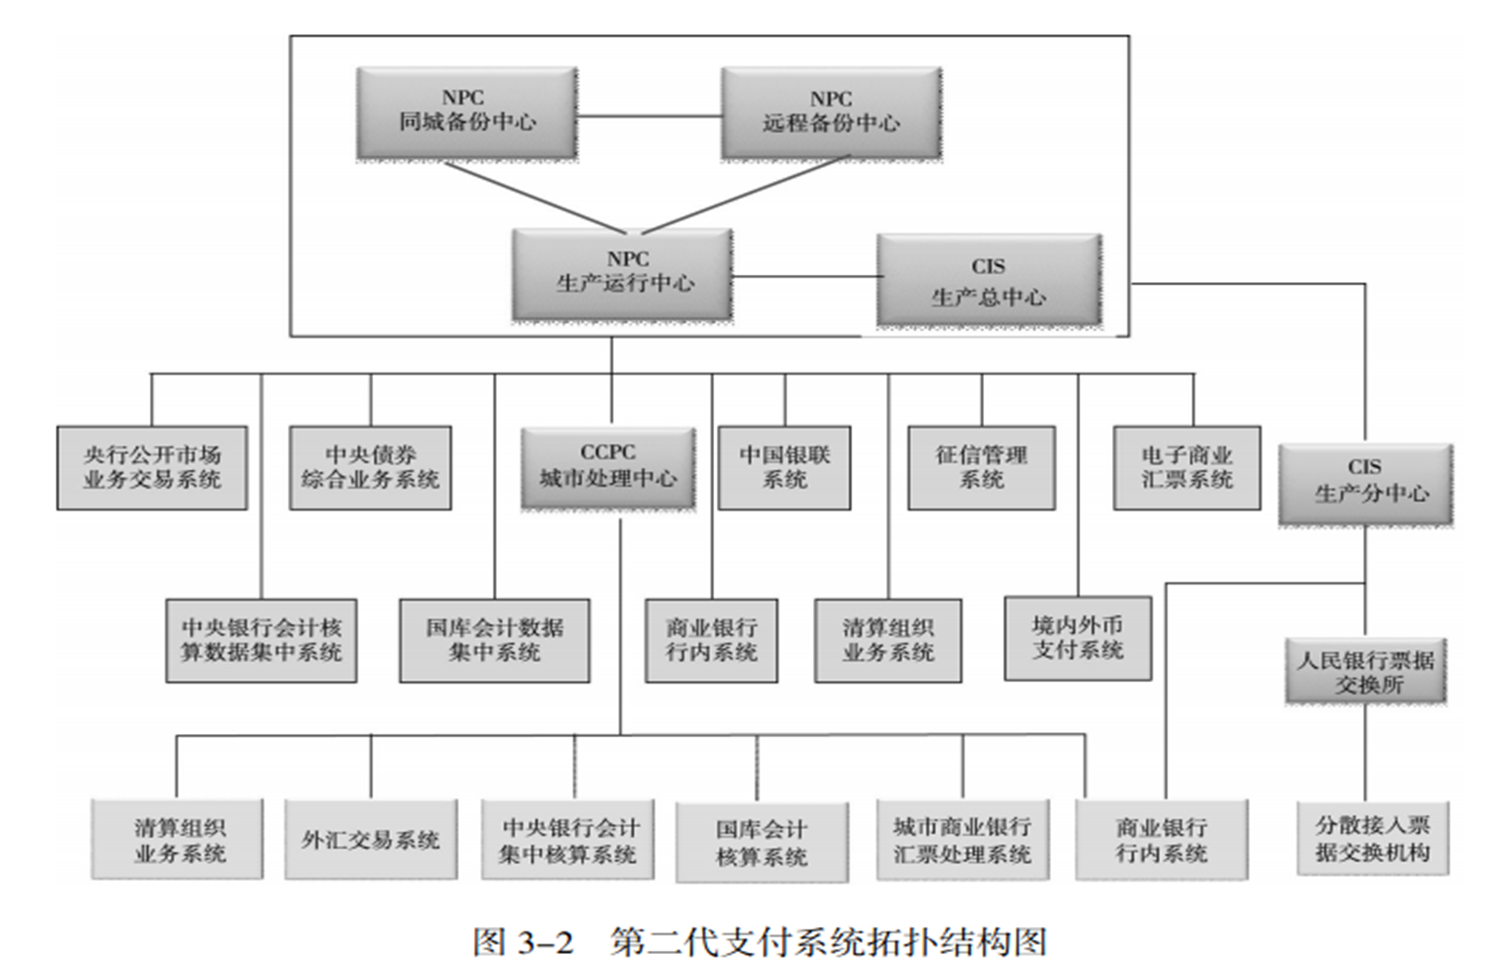 NPC
同城备份中心
NPC
远程备份中心
NPC
生产运行中心
CIS
生产总中心
央行公开市场
业务交易系统
中央债券
综合业务系统
CCPC
城市处理中心
中国银联
系统
征信管理
系统
电子商业
汇票系统
CIS
生产分中心
中央银行会计核
算数据集中系统
国库会计数据
集中系统
商业银行
行内系统
清算组织
业务系统
境内外币
支付系统
人民银行票据
交换所
清算组织
业务系统
外汇交易系统
中央银行会计
集中核算系统
国库会计
核算系统
城市商业银行
汇票处理系统
商业银行
行内系统
分散接入票
据交换机构
图 3-2 第二代支付系统拓扑结构图